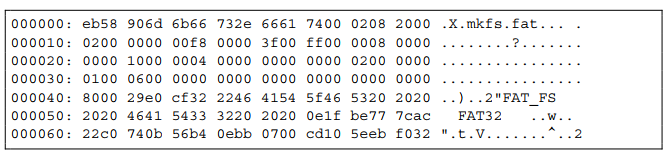 000000: eb58 906d 6b66 732e 6661 7400 0208 2000 .X.mkfs.fat... .
000010: 0200 0000 00f8 0000 3f00 ff00 0008 0000 ........?.......
000020: 0000 1000 0004 0000 0000 0000 0200 0000 ................
000030: 0100 0600 0000 0000 0000 0000 0000 0000 ................
000040: 8000 29e0 cf32 2246 4154 5f46 5320 2020 ..)..2"FAT_FS
000050: 2020 4641 5433 3220 2020 0e1f be77 7cac FAT32 ..w..
000060: 22c0 740b 56b4 0ebb 0700 cd10 5eeb f032 ".t.V.......^..2